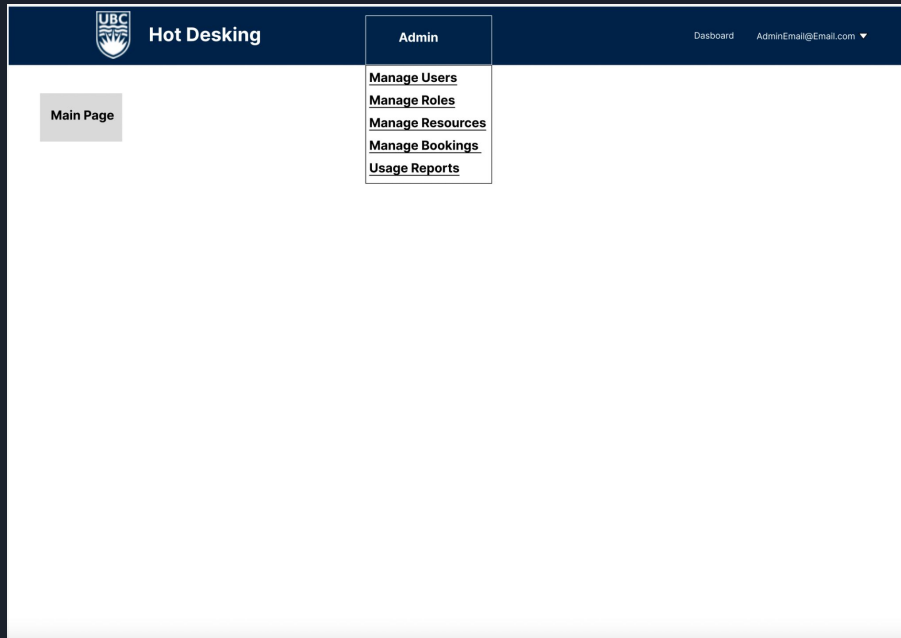 UBC
Hot Desking
Admin
Dasboard
AdminEmail@Email.com
Manage Users
Manage Roles
Manage Resources
Manage Bookings
Usage Reports
Main Page